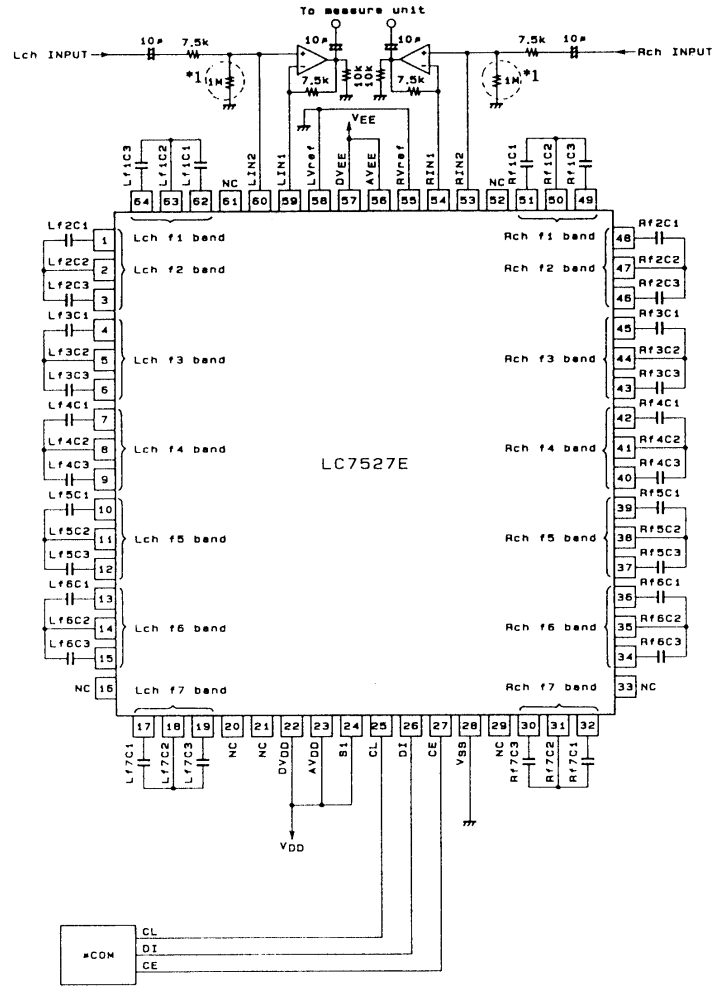 To measure unit
Lch INPUT 10μ 7.5k 10μ 10μ 7.5k 10μ Rch INPUT
*1 1M 7.5k 10k 10k 7.5k 1M *1
VEE
Lf1C3 Lf1C2 Lf1C1 NC LIN2 LIN1 LVref DVEE AVEE RVref RIN1 RIN2 NC Rf1C1 Rf1C2 Rf1C3
64 63 62 61 60 59 58 57 56 55 54 53 52 51 50 49
Lch f1 band Rch f1 band
Lf2C1 1 48 Rf2C1
Lf2C2 2 Lch f2 band Rch f2 band 47 Rf2C2
Lf2C3 3 46 Rf2C3
Lf3C1 4 45 Rf3C1
Lf3C2 5 Lch f3 band Rch f3 band 44 Rf3C2
Lf3C3 6 43 Rf3C3
Lf4C1 7 42 Rf4C1
Lf4C2 8 Lch f4 band Rch f4 band 41 Rf4C2
Lf4C3 9 40 Rf4C3
LC7527E
Lf5C1 10 39 Rf5C1
Lf5C2 11 Lch f5 band Rch f5 band 38 Rf5C2
Lf5C3 12 37 Rf5C3
Lf6C1 13 36 Rf6C1
Lf6C2 14 Lch f6 band Rch f6 band 35 Rf6C2
Lf6C3 15 34 Rf6C3
NC 16 Lch f7 band Rch f7 band 33 NC
17 18 19 20 21 22 23 24 25 26 27 28 29 30 31 32
Lf7C1 Lf7C2 Lf7C3 NC NC DVDD AVDD S1 CL DI CE VSS NC Rf7C3 Rf7C2 Rf7C1
VDD
μCOM
CL
DI
CE